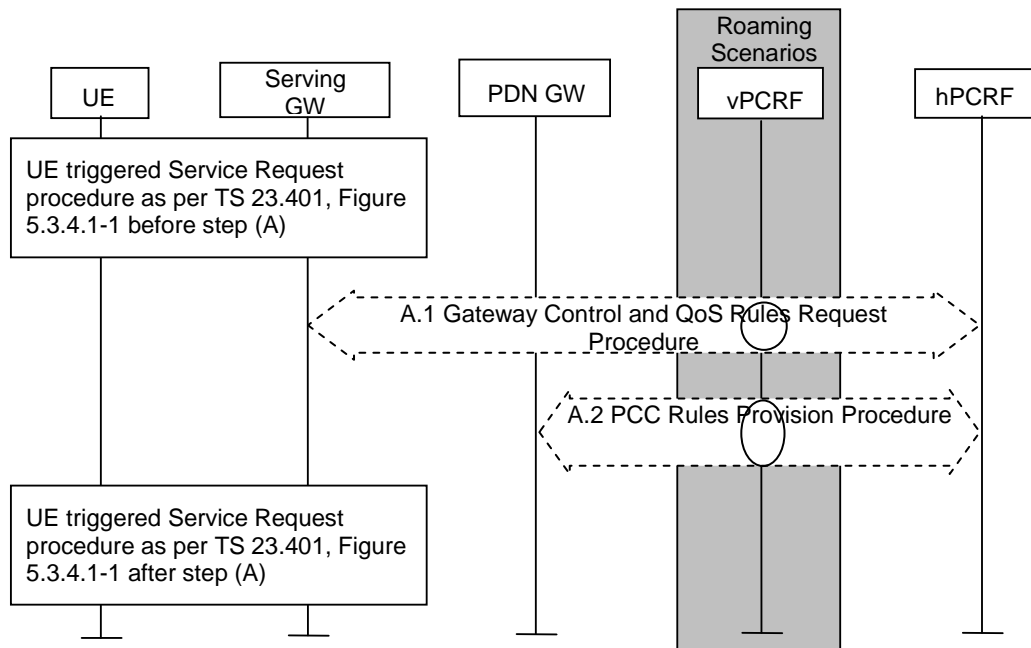 Roaming
Scenarios
UE
Serving
GW
PDN GW
vPCRF
hPCRF
UE triggered Service Request
procedure as per TS 23.401, Figure
5.3.4.1-1 before step (A)
A.1 Gateway Control and QoS Rules Request
Procedure
A.2 PCC Rules Provision Procedure
UE triggered Service Request
procedure as per TS 23.401, Figure
5.3.4.1-1 after step (A)